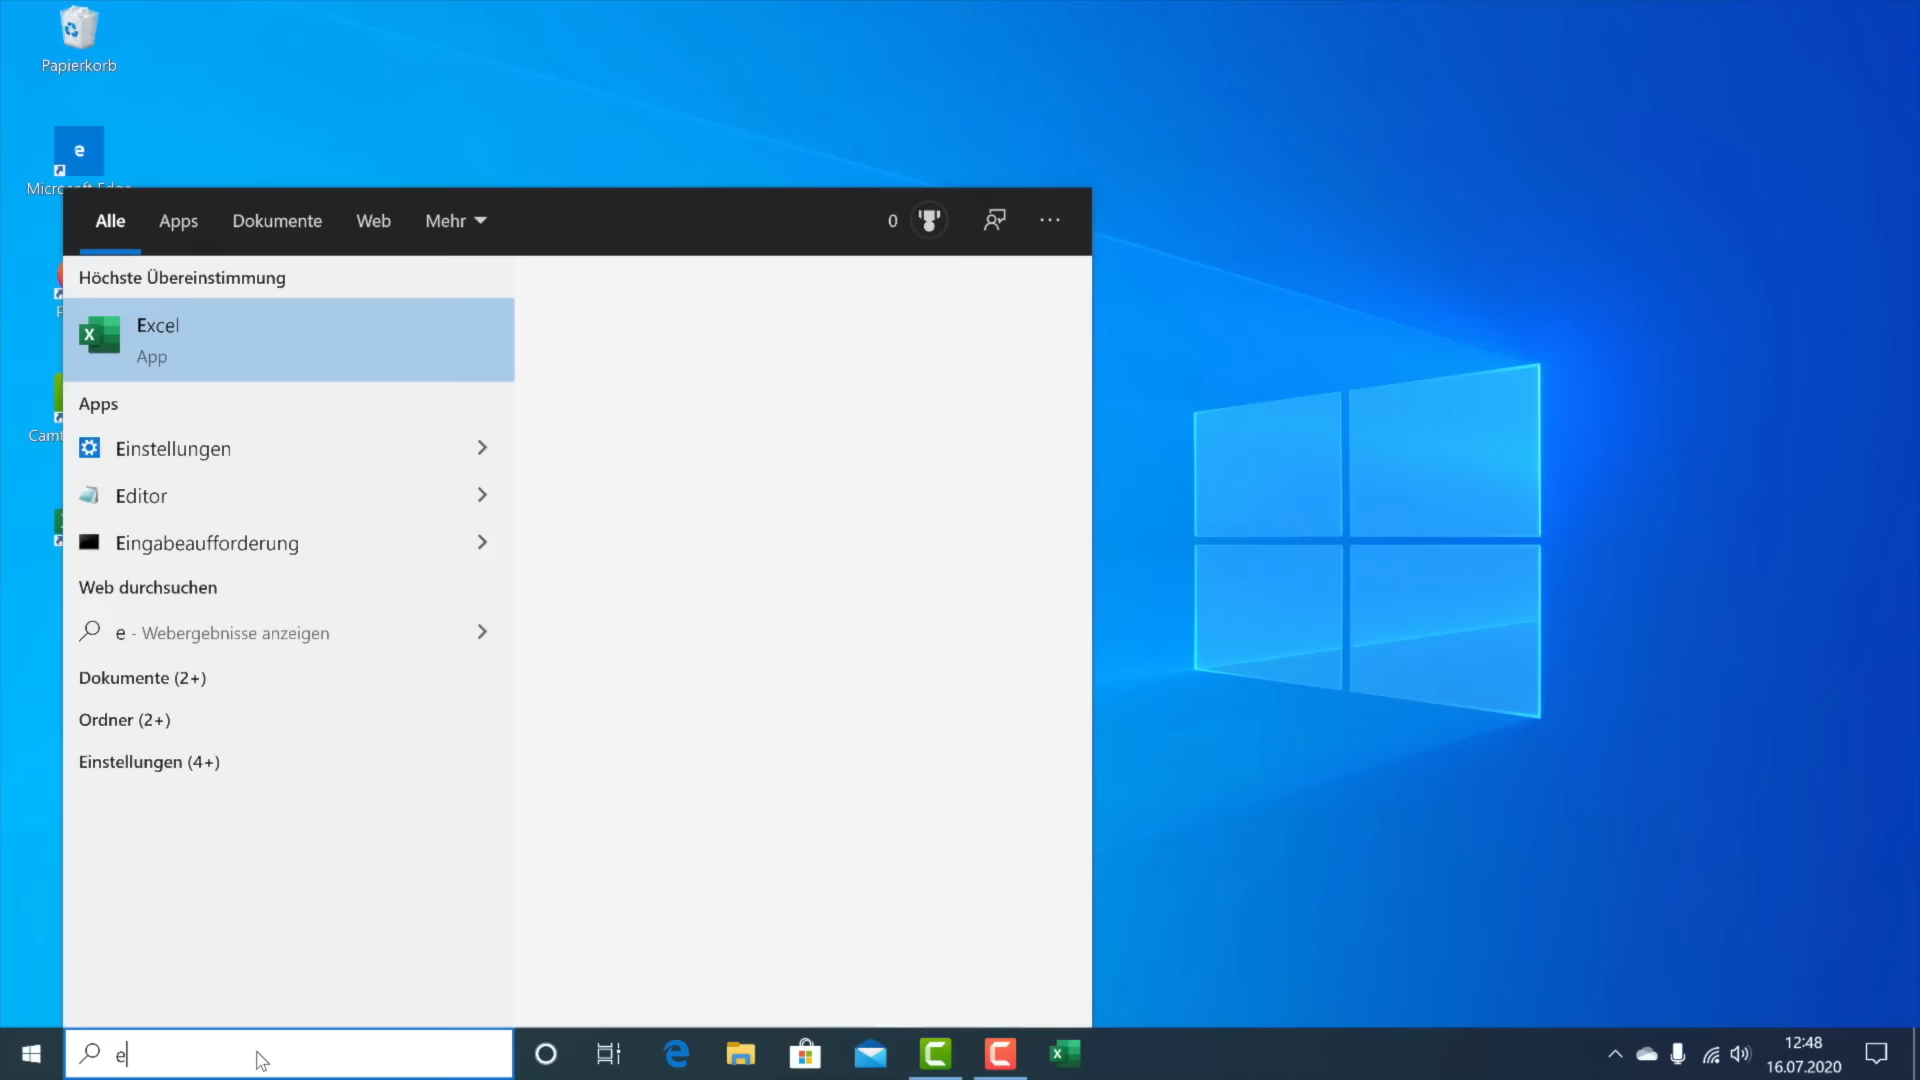 Papierkorb
Alle Apps Dokumente Web Mehr 0
Höchste Übereinstimmung
Excel
App
Apps
Einstellungen
Editor
Eingabeaufforderung
Web durchsuchen
e - Webergebnisse anzeigen
Dokumente (2+)
Ordner (2+)
Einstellungen (4+)
e
12:48
16.07.2020